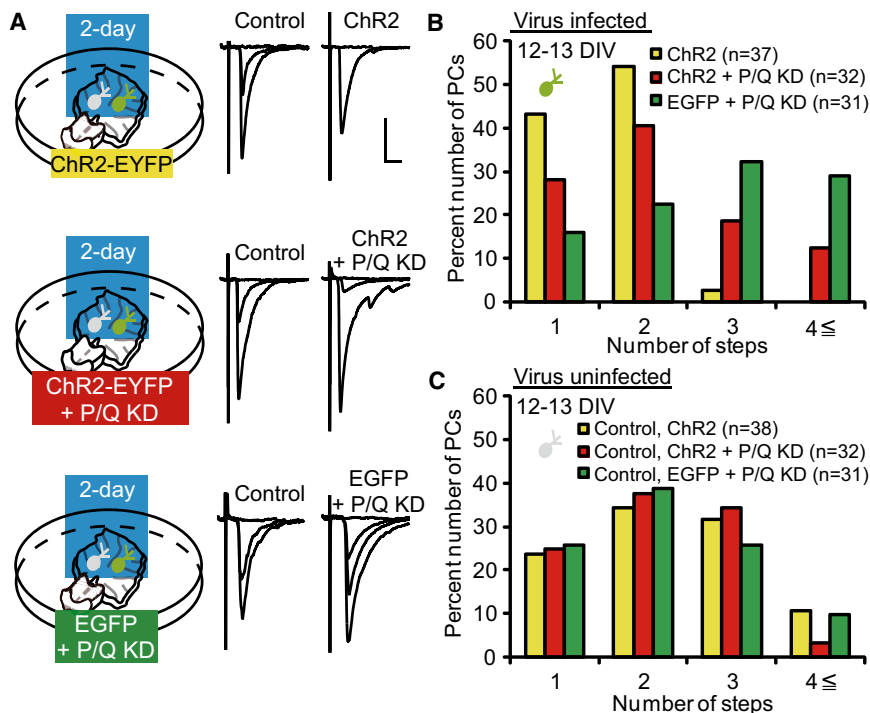 A
2-day
ChR2-EYFP
Control
ChR2
2-day
ChR2-EYFP
+ P/Q KD
Control
ChR2
+ P/Q KD
2-day
EGFP
+ P/Q KD
Control
EGFP
+ P/Q KD
B
Virus infected
12-13 DIV
ChR2 (n=37)
ChR2 + P/Q KD (n=32)
EGFP + P/Q KD (n=31)
Percent number of PCs
60
50
40
30
20
10
0
1 2 3 4≦
Number of steps
C
Virus uninfected
12-13 DIV
Control, ChR2 (n=38)
Control, ChR2 + P/Q KD (n=32)
Control, EGFP + P/Q KD (n=31)
Percent number of PCs
60
50
40
30
20
10
0
1 2 3 4≦
Number of steps